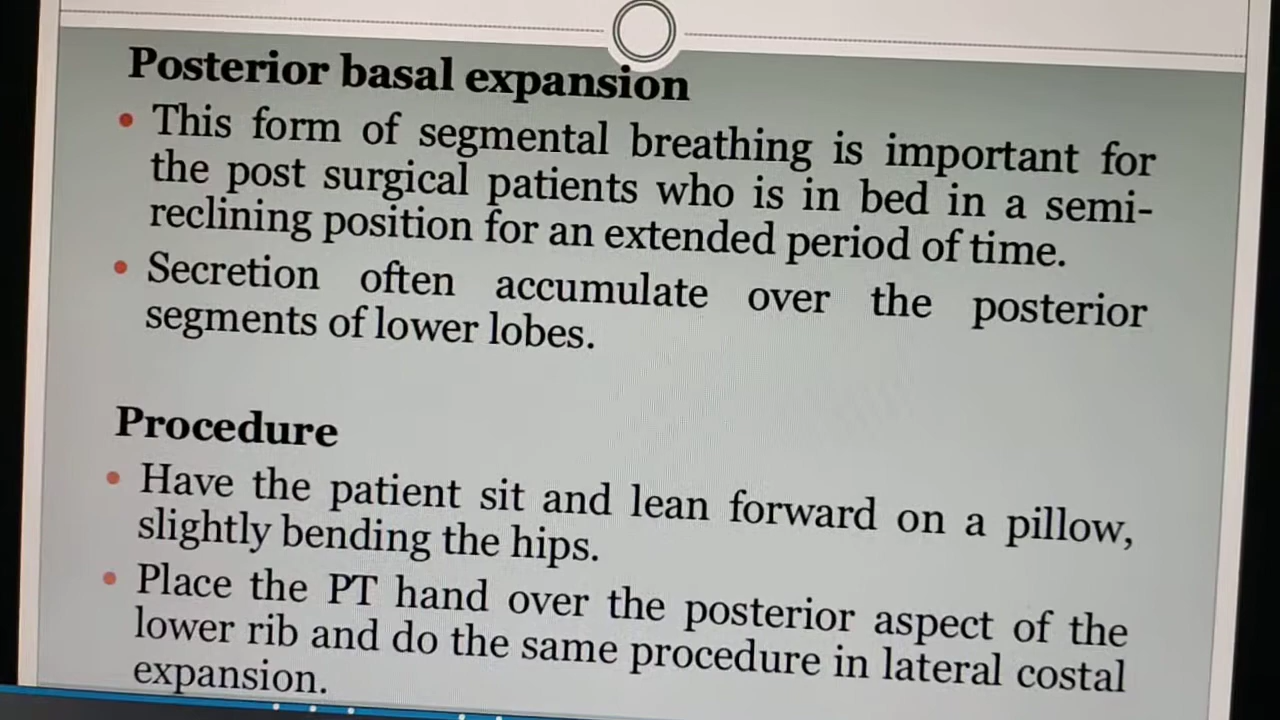 Posterior basal expansion
This form of segmental breathing is important for
the post surgical patients who is in bed in a semi-
reclining position for an extended period of time.
Secretion often accumulate over the posterior
segments of lower lobes.
Procedure
Have the patient sit and lean forward on a pillow,
slightly bending the hips.
Place the PT hand over the posterior aspect of the
lower rib and do the same procedure in lateral costal
expansion.